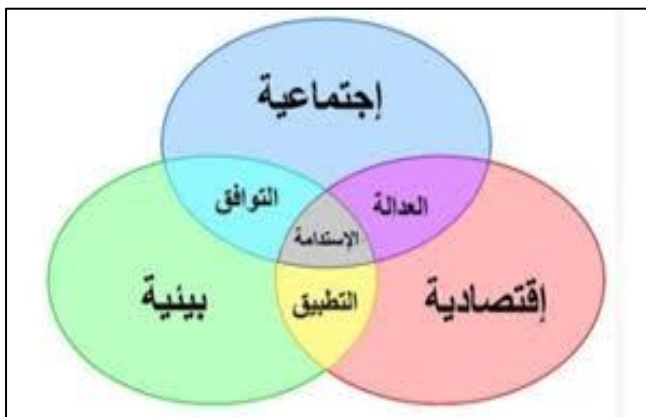 إجتماعية
العدالة
التوافق
الإستدامة
إقتصادية
التطبيق
بيئية